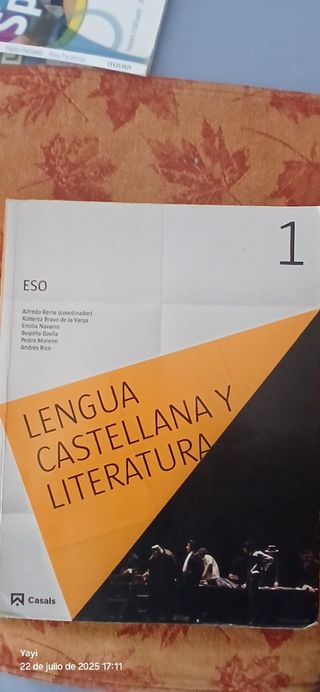 OXFORD
1
ESO
Alfredo Reina (coordinador)
Roberto Bravo de la Varga
Emilia Navarro
Begoña Davila
Pedro Moreno
Andrés Rico
LENGUA
CASTELLANA Y
LITERATURA
Casals
Yayi
22 de julio de 2025 17:11